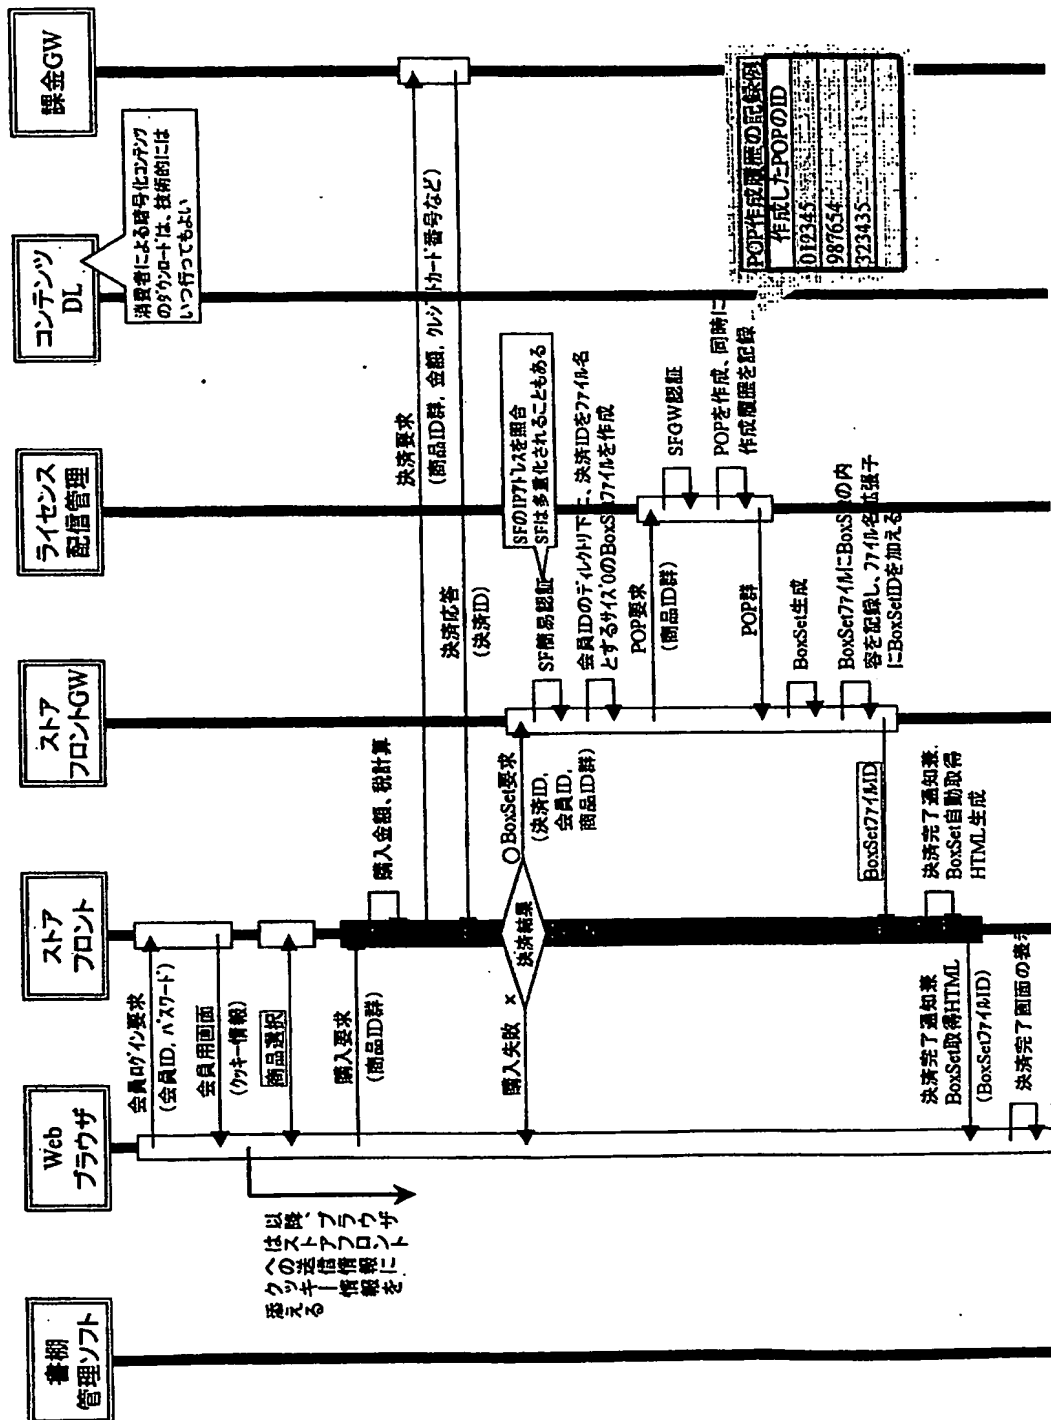 書棚
管理ソフト
Web
ブラウザ
ストア
フロント
ストア
フロントGW
ライセンス
配信管理
コンテンツ
DL
課金GW
消費者による暗号化コンテンツ
のダウンロードは、技術的には
いつ行ってもよい
会員ログイン要求
(会員ID, パスワード)
会員用画面
(クッキー情報)
以降、ブラウザ
はストアフロント
への送信情報に
クッキー情報を
添える
商品選択
購入要求
(商品ID群)
購入金額、税計算
決済要求
(商品ID群, 金額, クレジットカード番号など)
決済応答
(決済ID)
決済結果
×
購入失敗
○BoxSet要求
(決済ID,
会員ID,
商品ID群)
SF簡易認証
SFのIPアドレスを照合
SFは多重化されることもある
会員IDのディレクトリ下に、決済IDをファイル名
とするサイズ0のBoxSetファイルを作成
POP要求
(商品ID群)
SFGW認証
POPを作成、同時に
作成履歴を記録
POP作成履歴の記録例
作成したPOPのID
012345
987654
323435
POP群
BoxSet生成
BoxSetファイルにBoxSetの内
容を記録し、ファイル名拡張子
にBoxSetIDを加える
BoxSetファイルID
決済完了通知兼
BoxSet自動取得
HTML生成
決済完了通知兼
BoxSet取得HTML
(BoxSetファイルID)
決済完了画面の表示